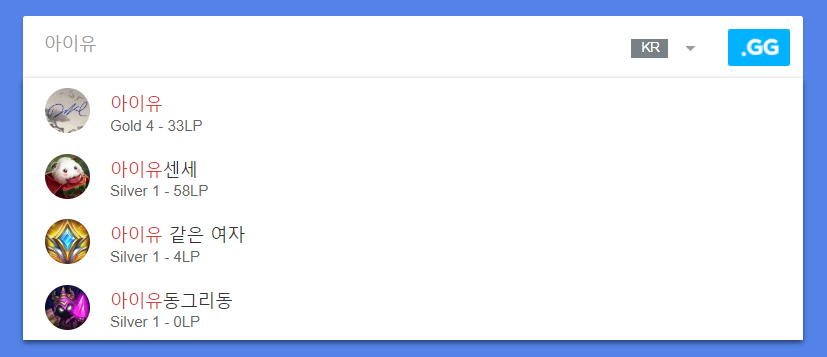 아이유
KR
.GG
아이유
Gold 4 - 33LP
아이유센세
Silver 1 - 58LP
아이유 같은 여자
Silver 1 - 4LP
아이유동그리동
Silver 1 - 0LP